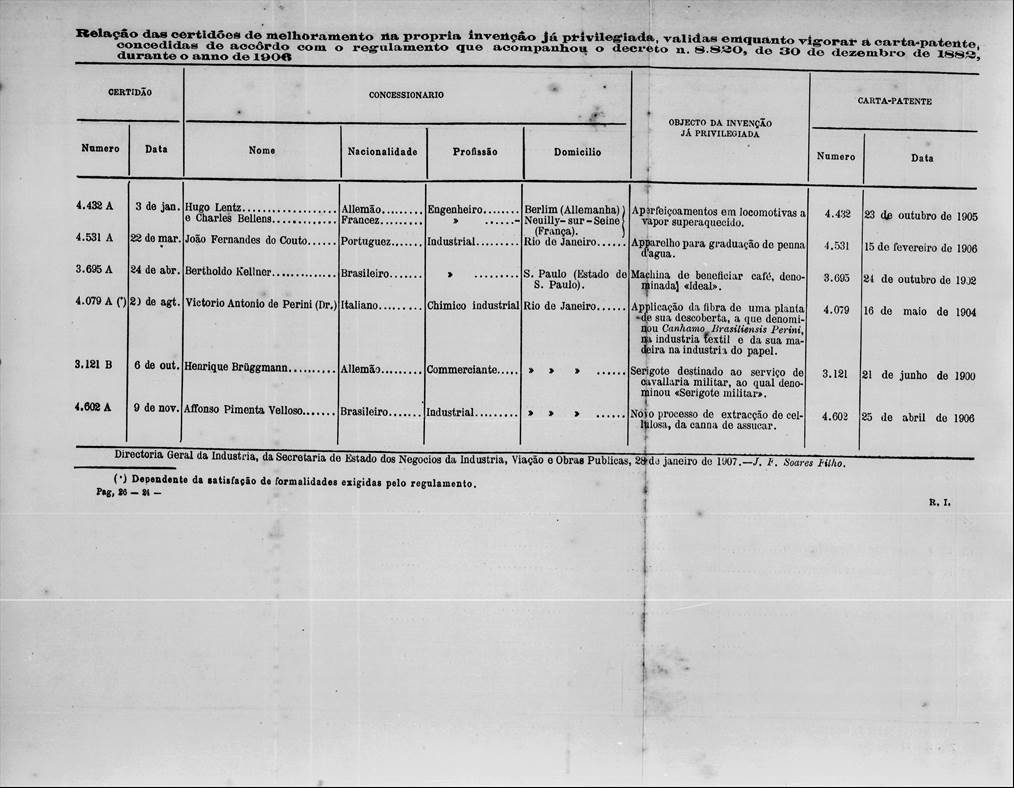 Relação das certidões de melhoramento na propria invenção já privilegiada, validas emquanto vigorar a carta-patente,
concedidas de accôrdo com o regulamento que acompanhou o decreto n. 8.820, de 30 de dezembro de 1882,
durante o anno de 1906
CERTIDÃO
CONCESSIONARIO
OBJECTO DA INVENÇÃO
JÁ PRIVILEGIADA
CARTA-PATENTE
Numero
Data
Nome
Nacionalidade
Profissão
Domicilio
Numero
Data
4.432 A 3 de jan. Hugo Lentz.................. Allemão......... Engenheiro........ Berlim (Allemanha) Aperfeiçoamentos em locomotivas a 4.432 23 de outubro de 1905
e Charles Bellens............. Francez......... » ......- Neuilly-sur-Seine vapor superaquecido.
(França).
4.531 A 22 de mar. João Fernandes do Couto...... Portuguez...... Industrial......... Rio de Janeiro...... Apparelho para graduação de penna 4.531 15 de fevereiro de 1906
d'agua.
3.695 A 24 de abr. Bertholdo Kellner............. Brasileiro....... » ......... S. Paulo (Estado de Machina de beneficiar café, deno- 3.695 24 de outubro de 1902
S. Paulo). minada «Ideal».
4.079 A (*) 20 de agt. Victorio Antonio de Perini (Dr.) Italiano......... Chimico industrial Rio de Janeiro...... Applicação da fibra de uma planta 4.079 16 de maio de 1904
de sua descoberta, a que denomi-
nou Canhamo Brasiliensis Perini,
na industria textil e da sua ma-
deira na industria do papel.
3.121 B 6 de out. Henrique Brüggmann.......... Allemão......... Commerciante..... » » » ...... Serigote destinado ao serviço de 3.121 21 de junho de 1900
cavallaria militar, ao qual deno-
minou «Serigote militar».
4.602 A 9 de nov. Affonso Pimenta Velloso....... Brasileiro....... Industrial......... » » » ...... Novo processo de extracção de cel- 4.602 25 de abril de 1906
lulosa, da canna de assucar.
Directoria Geral da Industria, da Secretaria de Estado dos Negocios da Industria, Viação e Obras Publicas, 28 de janeiro de 1907.—J. F. Soares Filho.
(*) Dependente da satisfação de formalidades exigidas pelo regulamento.
Pag, 26 — 24 —
R. I.